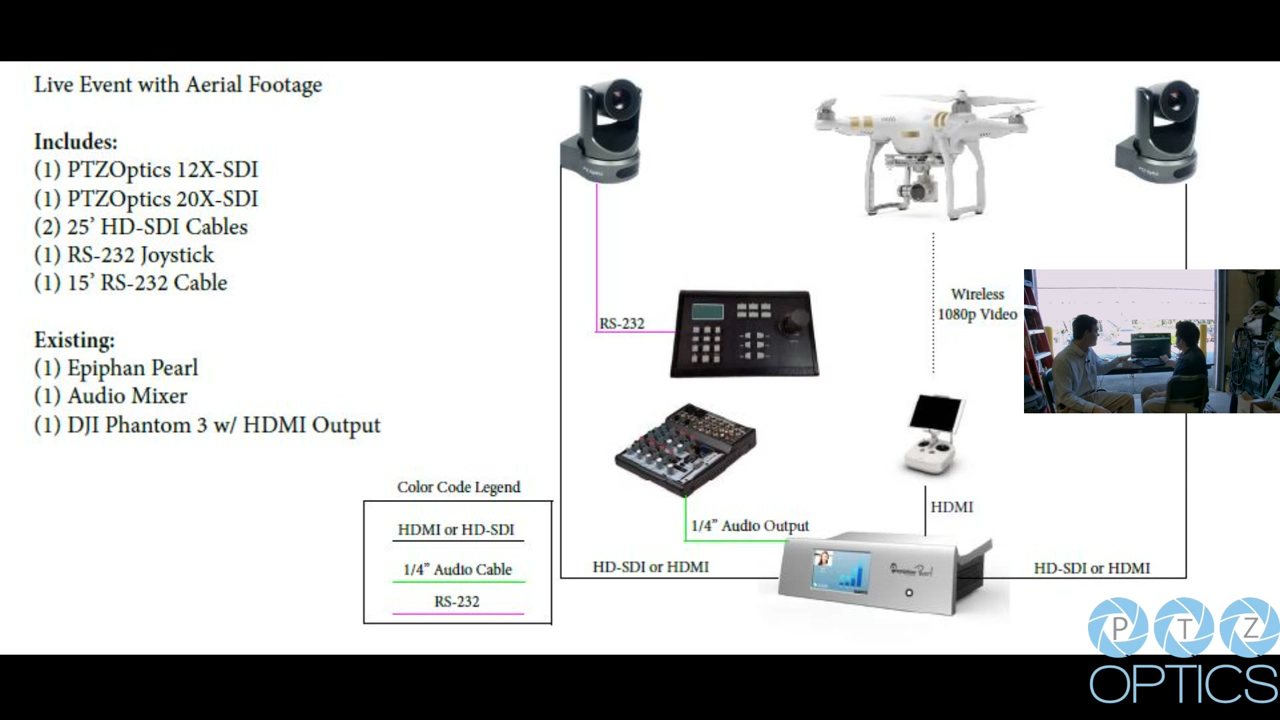 Live Event with Aerial Footage
Includes:
(1) PTZOptics 12X-SDI
(1) PTZOptics 20X-SDI
(2) 25’ HD-SDI Cables
(1) RS-232 Joystick
(1) 15’ RS-232 Cable
Existing:
(1) Epiphan Pearl
(1) Audio Mixer
(1) DJI Phantom 3 w/ HDMI Output
Color Code Legend
HDMI or HD-SDI
1/4” Audio Cable
RS-232
RS-232
Wireless
1080p Video
1/4” Audio Output
HDMI
HD-SDI or HDMI
HD-SDI or HDMI
PTZ
OPTICS